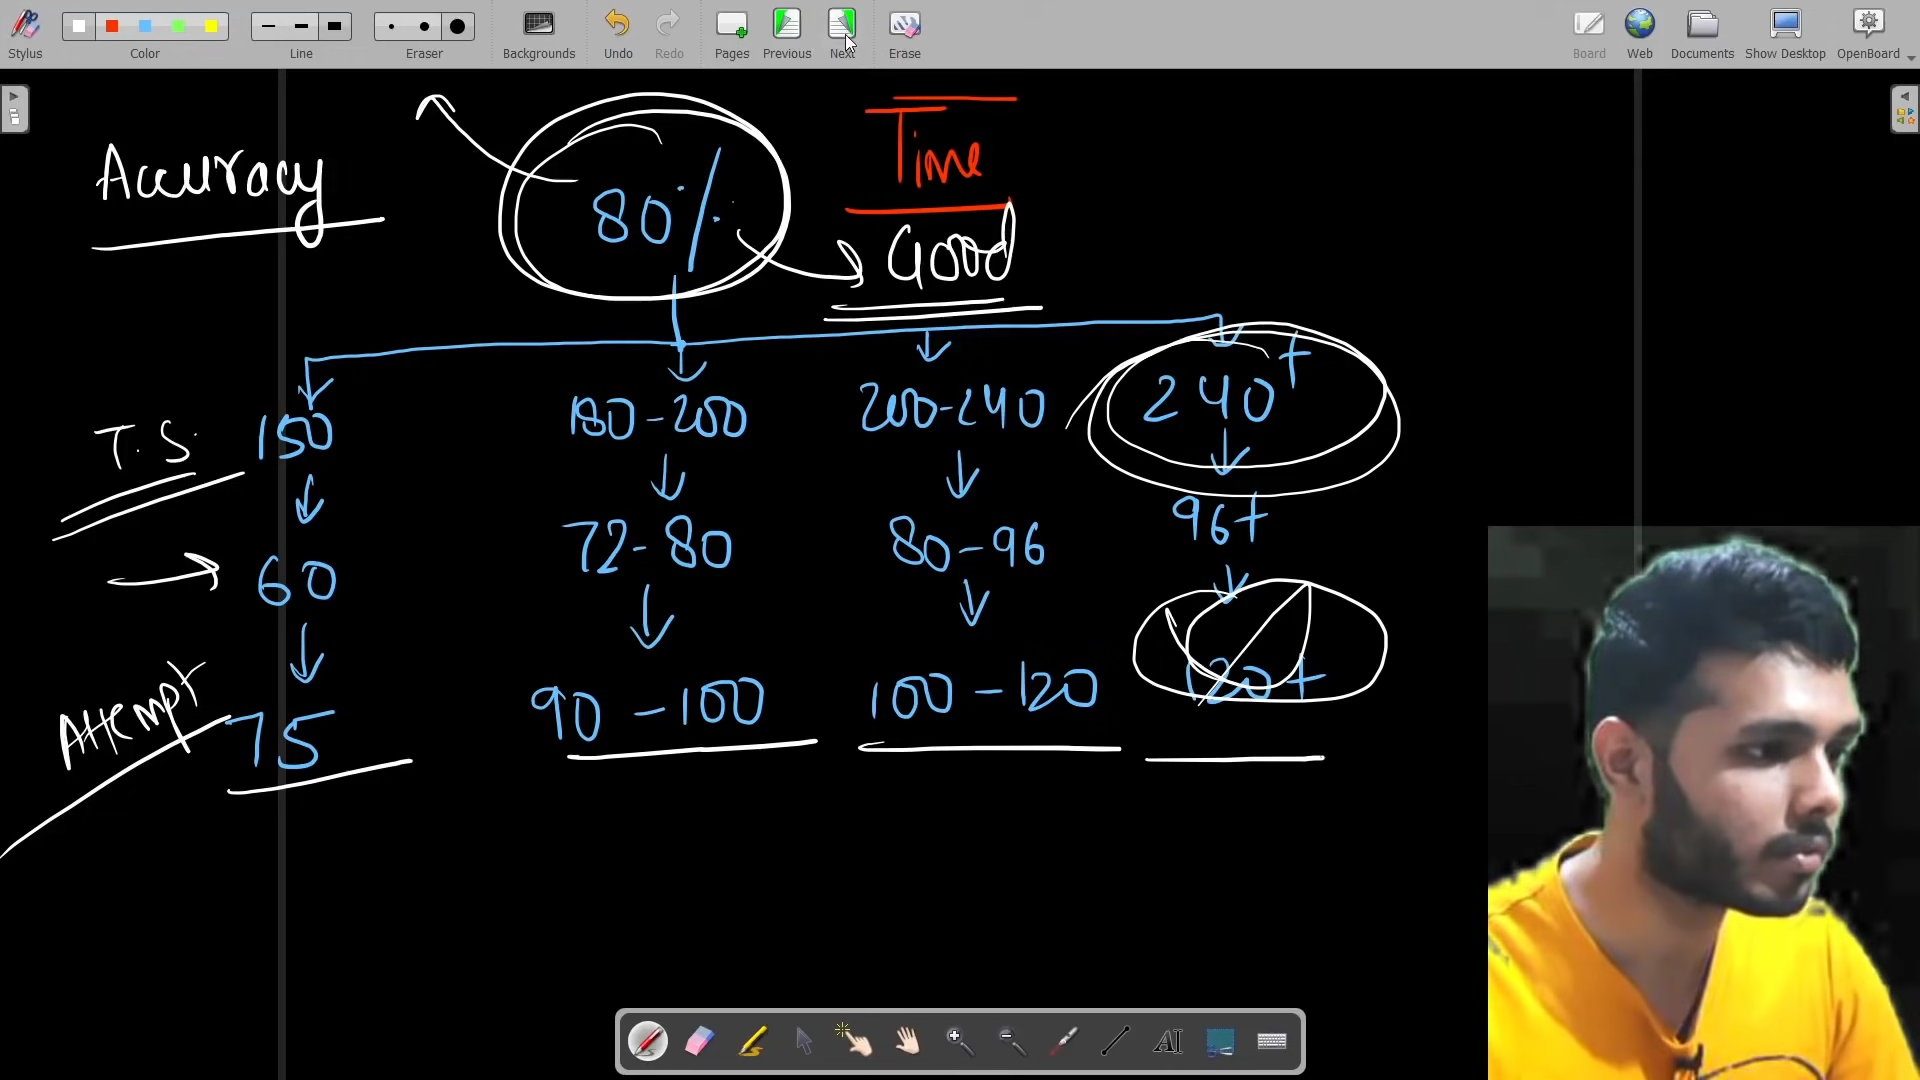 Stylus
Color
Line
Eraser
Backgrounds
Undo
Redo
Pages
Previous
Next
Erase
Board
Web
Documents
Show Desktop
OpenBoard
Accuracy
80%
Time
Good
T.S.
150
180-200
200-240
240+
60
72-80
80-96
96+
Attempt
75
90-100
100-120
120+